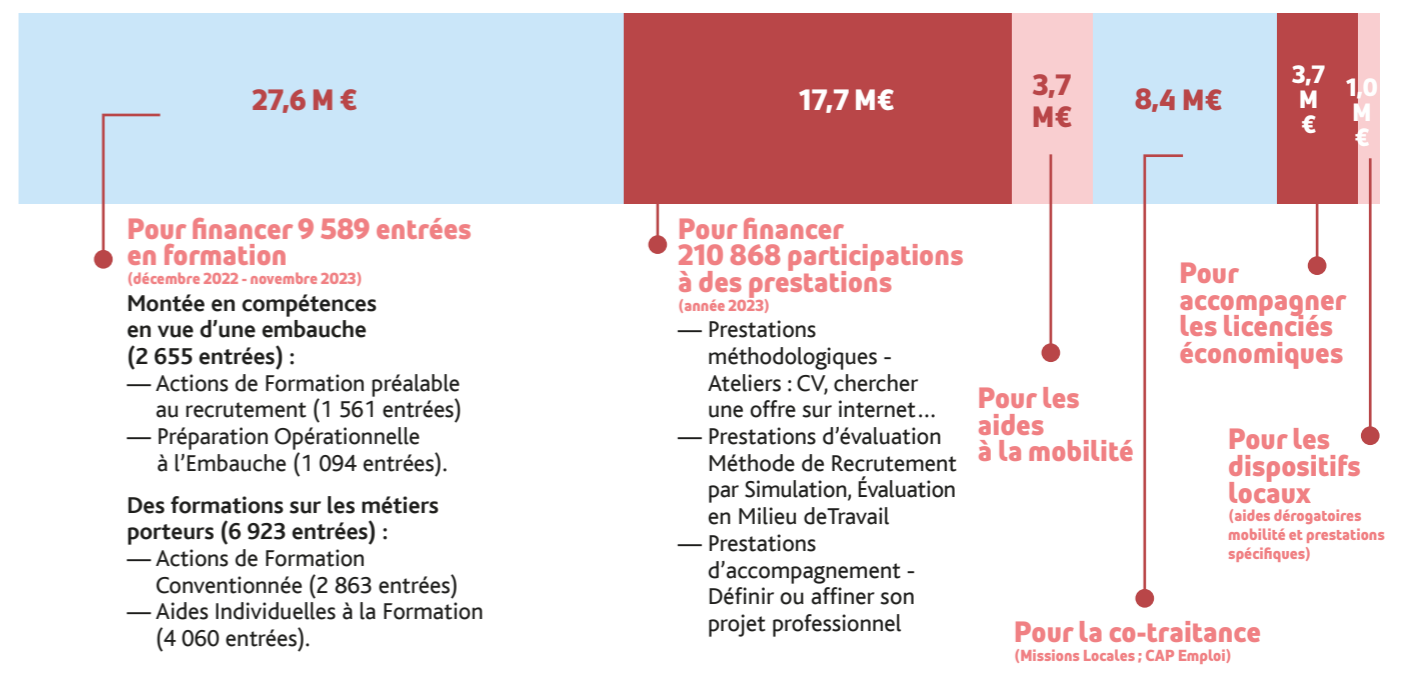 27,6 M €
17,7 M€
3,7
M€
8,4 M€
3,7
M
€
1,0
M
€
Pour financer 9 589 entrées
en formation
(décembre 2022 - novembre 2023)
Montée en compétences
en vue d’une embauche
(2 655 entrées) :
— Actions de Formation préalable
au recrutement (1 561 entrées)
— Préparation Opérationnelle
à l’Embauche (1 094 entrées).
Des formations sur les métiers
porteurs (6 923 entrées) :
— Actions de Formation
Conventionnée (2 863 entrées)
— Aides Individuelles à la Formation
(4 060 entrées).
Pour financer
210 868 participations
à des prestations
(année 2023)
— Prestations
méthodologiques -
Ateliers : CV, chercher
une offre sur internet…
— Prestations d’évaluation
Méthode de Recrutement
par Simulation, Évaluation
en Milieu deTravail
— Prestations
d’accompagnement -
Définir ou affiner son
projet professionnel
Pour les
aides
à la mobilité
Pour la co-traitance
(Missions Locales ; CAP Emploi)
Pour
accompagner
les licenciés
économiques
Pour les
dispositifs
locaux
(aides dérogatoires
mobilité et prestations
spécifiques)